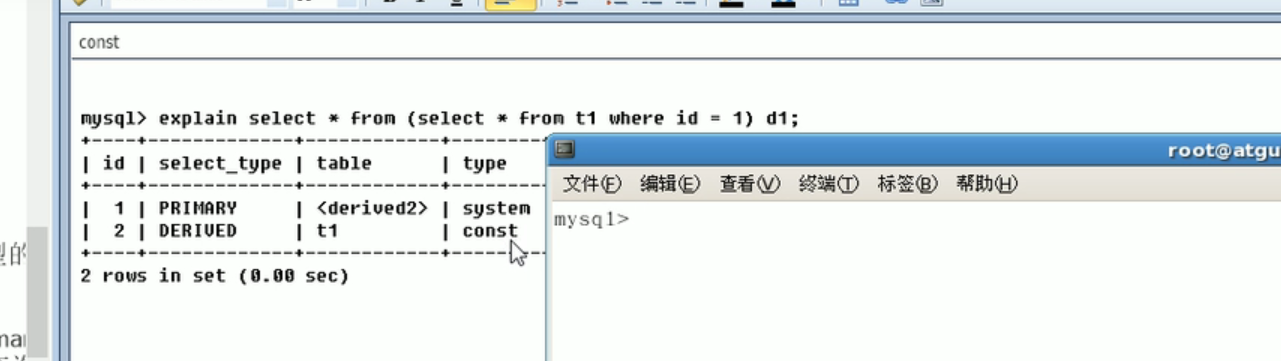 const
mysql> explain select * from (select * from t1 where id = 1) d1;
+----+-------------+------------+--------
| id | select_type | table | type
+----+-------------+------------+--------
| 1 | PRIMARY | <derived2> | system
| 2 | DERIVED | t1 | const
+----+-------------+------------+--------
2 rows in set (0.00 sec)
root@atgu
文件(F) 编辑(E) 查看(V) 终端(T) 标签(B) 帮助(H)
mysql>
型的